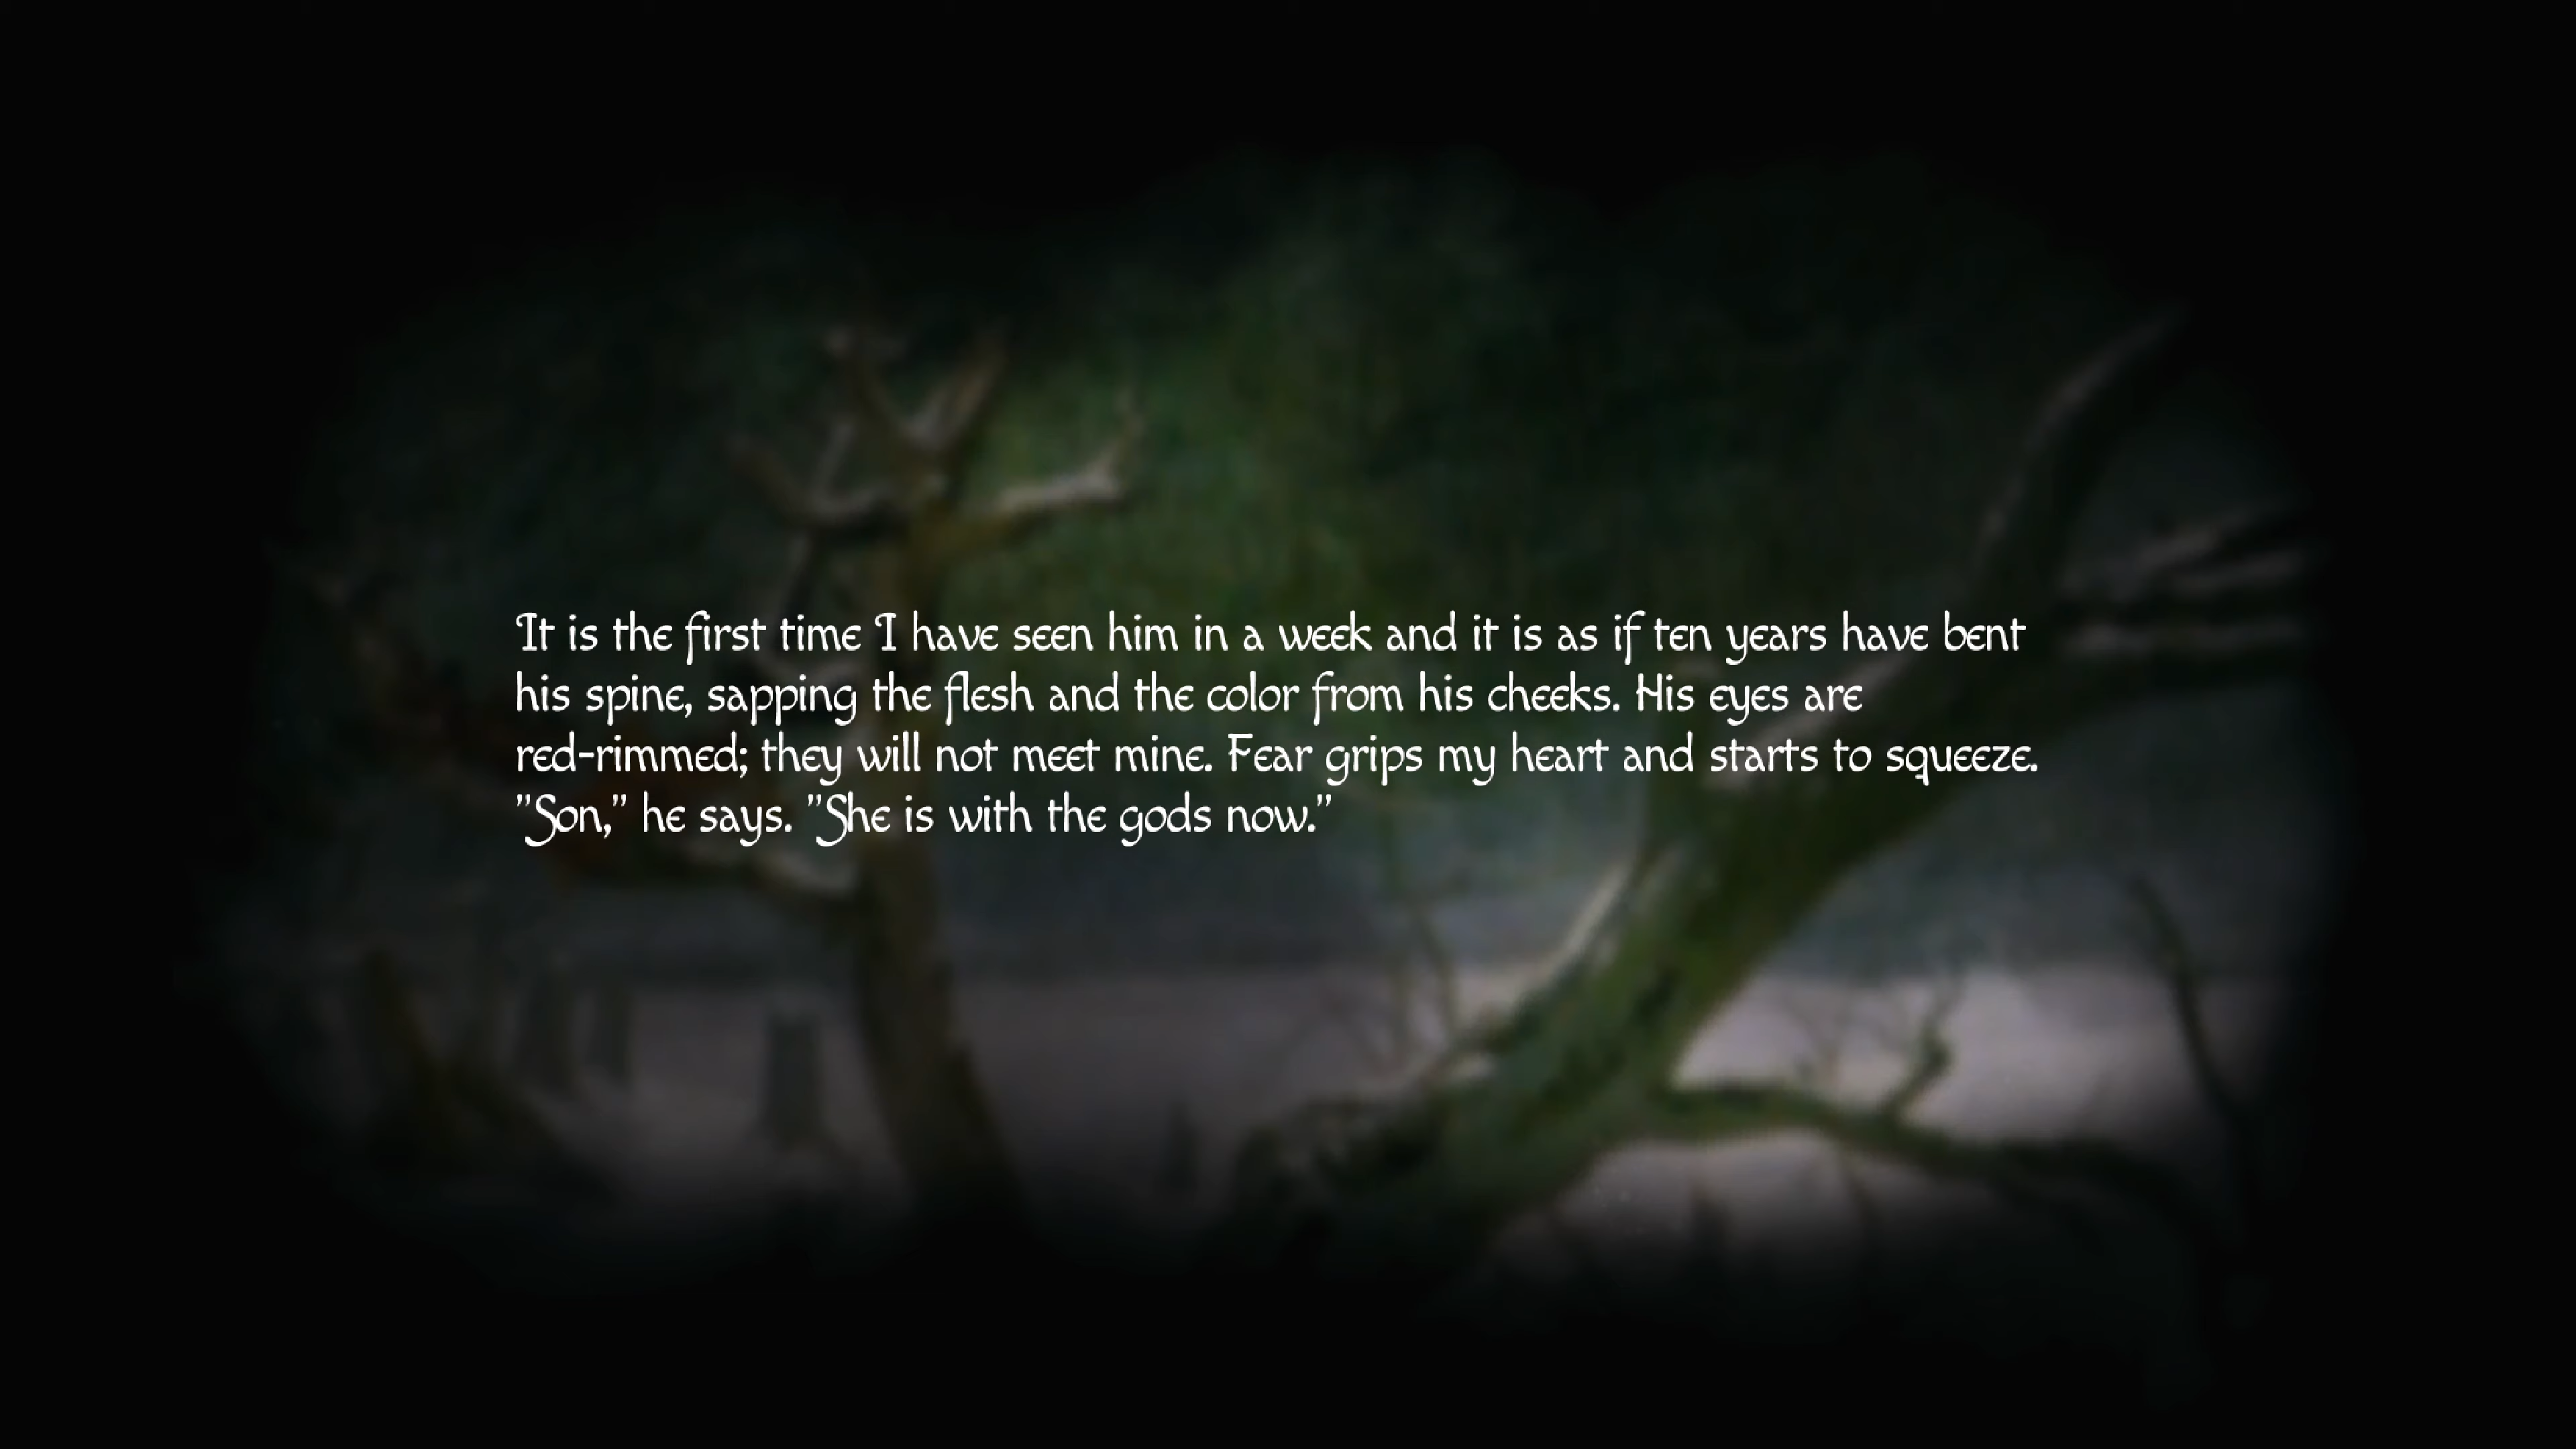 It is the first time I have seen him in a week and it is as if ten years have bent
his spine, sapping the flesh and the color from his cheeks. His eyes are
red-rimmed; they will not meet mine. Fear grips my heart and starts to squeeze.
"Son," he says. "She is with the gods now."